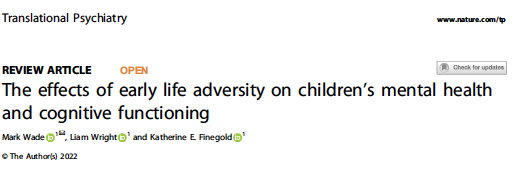 Translational Psychiatry
www.nature.com/tp
Check for updates
REVIEW ARTICLE OPEN
The effects of early life adversity on children's mental health
and cognitive functioning
Mark Wade 1✉, Liam Wright 1 and Katherine E. Finegold 1
© The Author(s) 2022